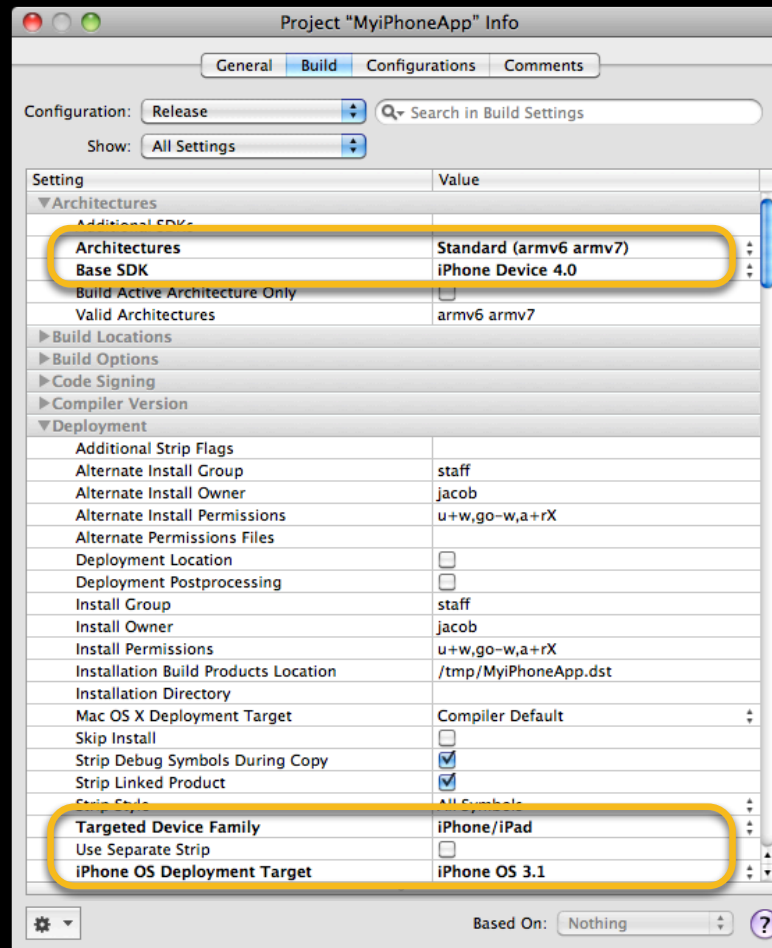 Project “MyiPhoneApp” Info
General Build Configurations Comments
Configuration: Release Search in Build Settings
Show: All Settings
Setting Value
Architectures
Additional SDKs
Architectures Standard (armv6 armv7)
Base SDK iPhone Device 4.0
Build Active Architecture Only
Valid Architectures armv6 armv7
Build Locations
Build Options
Code Signing
Compiler Version
Deployment
Additional Strip Flags
Alternate Install Group staff
Alternate Install Owner jacob
Alternate Install Permissions u+w,go-w,a+rX
Alternate Permissions Files
Deployment Location
Deployment Postprocessing
Install Group staff
Install Owner jacob
Install Permissions u+w,go-w,a+rX
Installation Build Products Location /tmp/MyiPhoneApp.dst
Installation Directory
Mac OS X Deployment Target Compiler Default
Skip Install
Strip Debug Symbols During Copy
Strip Linked Product
Strip Style All Symbols
Targeted Device Family iPhone/iPad
Use Separate Strip
iPhone OS Deployment Target iPhone OS 3.1
Based On: Nothing ?